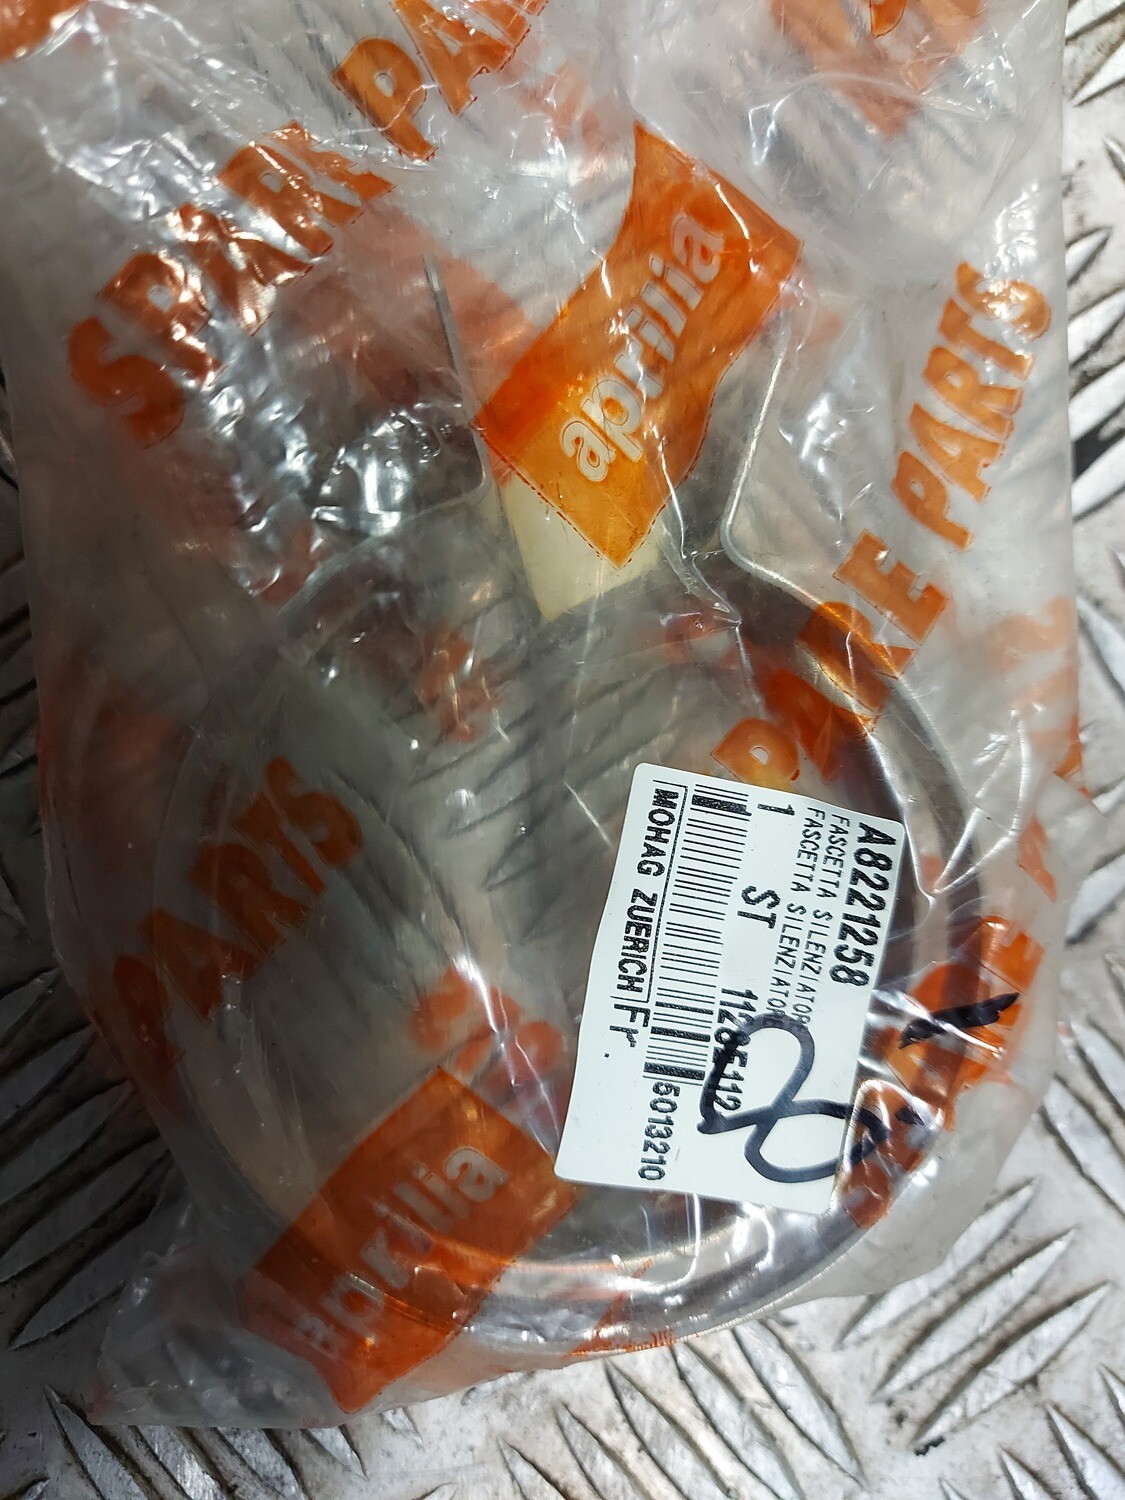 SPARE PARTS
aprilia
SPARE PARTS
PARTS
aprilia
A8221258
FASCETTA SILENZIATORE
FASCETTA SILENZIATORE
1 ST
5013210
MOHAG ZUERICH Fr.